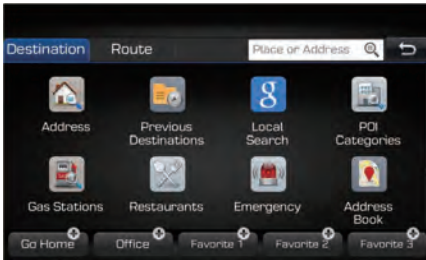 Destination Route Place or Address
Address Previous Destinations Local Search POI Categories
Gas Stations Restaurants Emergency Address Book
Go Home Office Favorite 1 Favorite 2 Favorite 3